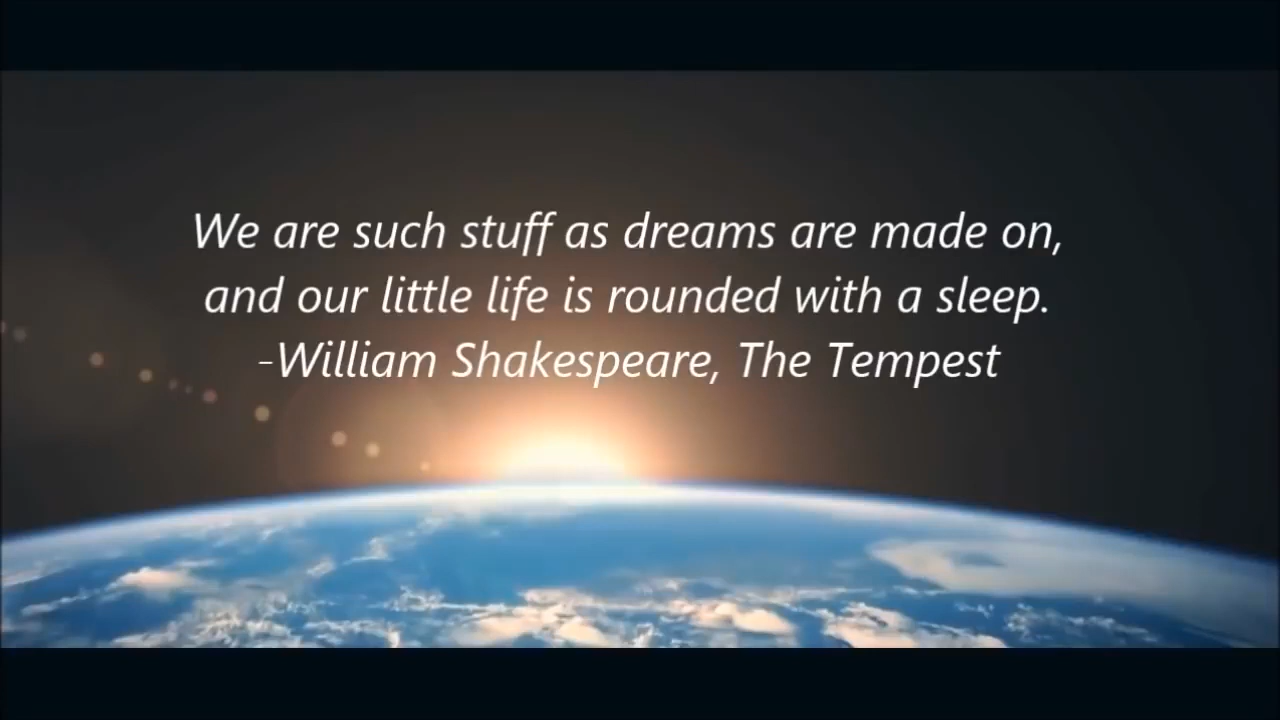 We are such stuff as dreams are made on,
and our little life is rounded with a sleep.
-William Shakespeare, The Tempest